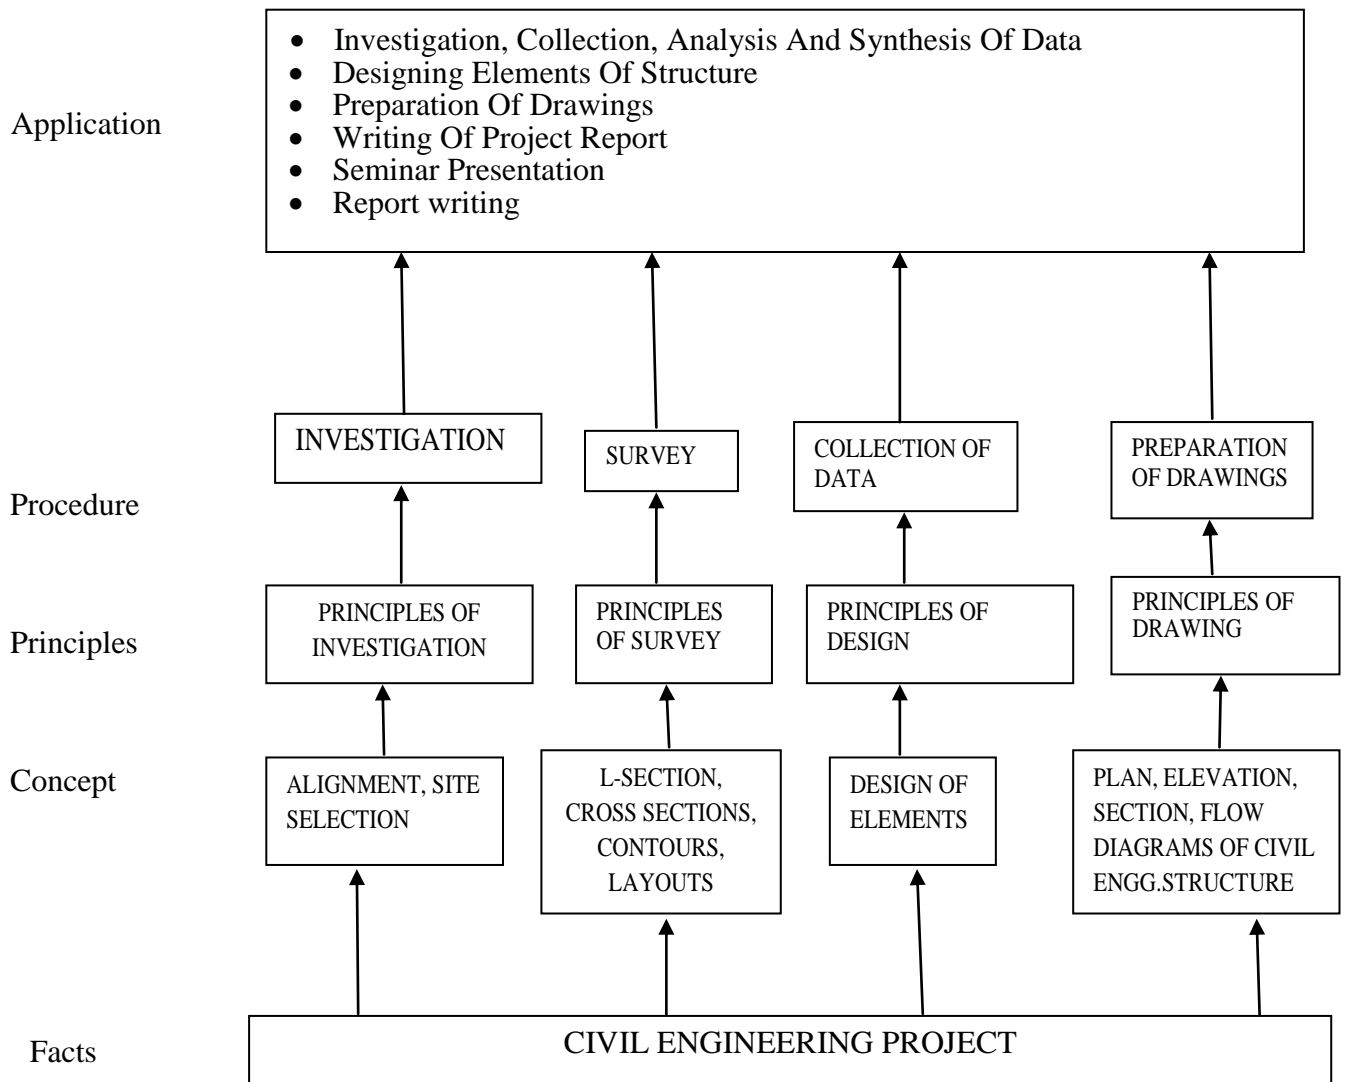 Application
• Investigation, Collection, Analysis And Synthesis Of Data
• Designing Elements Of Structure
• Preparation Of Drawings
• Writing Of Project Report
• Seminar Presentation
• Report writing
Procedure
INVESTIGATION
SURVEY
COLLECTION OF
DATA
PREPARATION
OF DRAWINGS
Principles
PRINCIPLES OF
INVESTIGATION
PRINCIPLES
OF SURVEY
PRINCIPLES OF
DESIGN
PRINCIPLES OF
DRAWING
Concept
ALIGNMENT, SITE
SELECTION
L-SECTION,
CROSS SECTIONS,
CONTOURS,
LAYOUTS
DESIGN OF
ELEMENTS
PLAN, ELEVATION,
SECTION, FLOW
DIAGRAMS OF CIVIL
ENGG.STRUCTURE
Facts
CIVIL ENGINEERING PROJECT